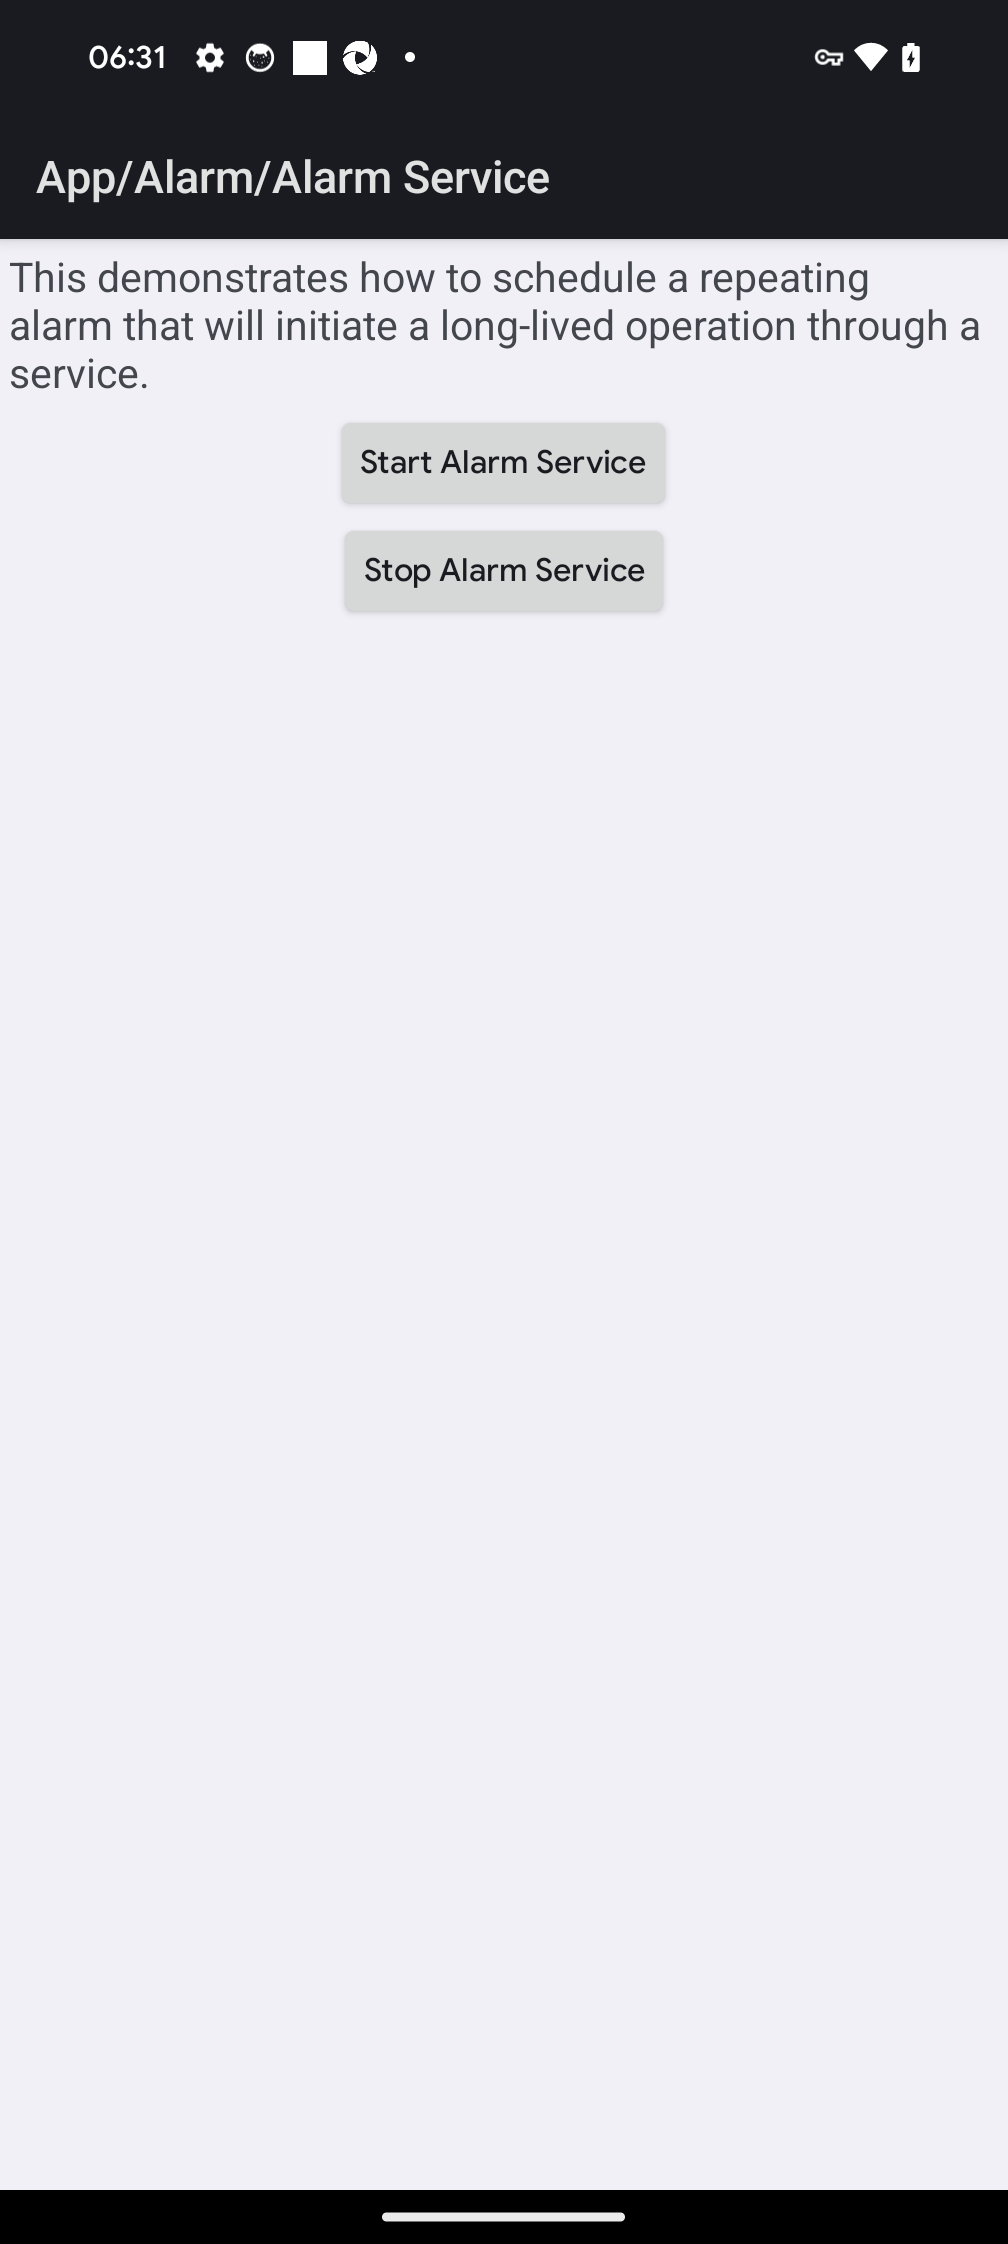 06:31
App/Alarm/Alarm Service
This demonstrates how to schedule a repeating
alarm that will initiate a long-lived operation through a
service.
Start Alarm Service
Stop Alarm Service